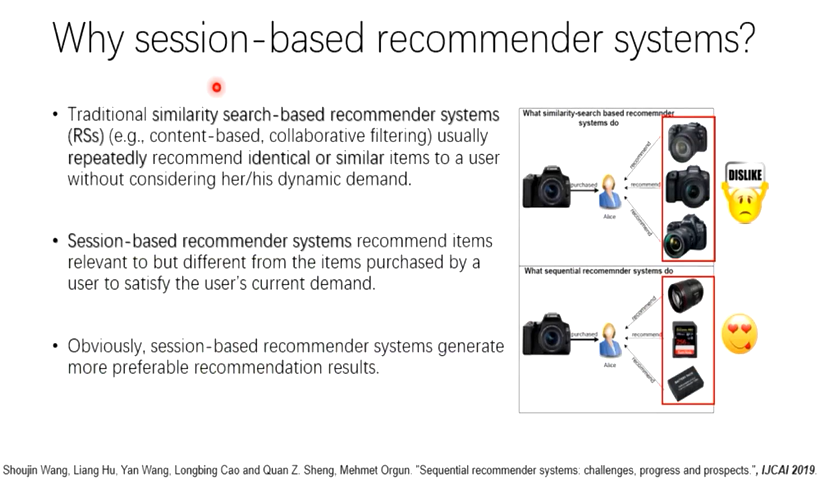 Why session-based recommender systems?
• Traditional similarity search-based recommender systems
(RSs) (e.g., content-based, collaborative filtering) usually
repeatedly recommend identical or similar items to a user
without considering her/his dynamic demand.
• Session-based recommender systems recommend items
relevant to but different from the items purchased by a
user to satisfy the user's current demand.
• Obviously, session-based recommender systems generate
more preferable recommendation results.
What similarity-search based recomemnder
systems do
purchased
Alice
recommend
recommend
recommend
DISLIKE
What sequential recomemnder systems do
purchased
Alice
recommend
recommend
recommend
Shoujin Wang, Liang Hu, Yan Wang, Longbing Cao and Quan Z. Sheng, Mehmet Orgun. "Sequential recommender systems: challenges, progress and prospects.", IJCAI 2019.